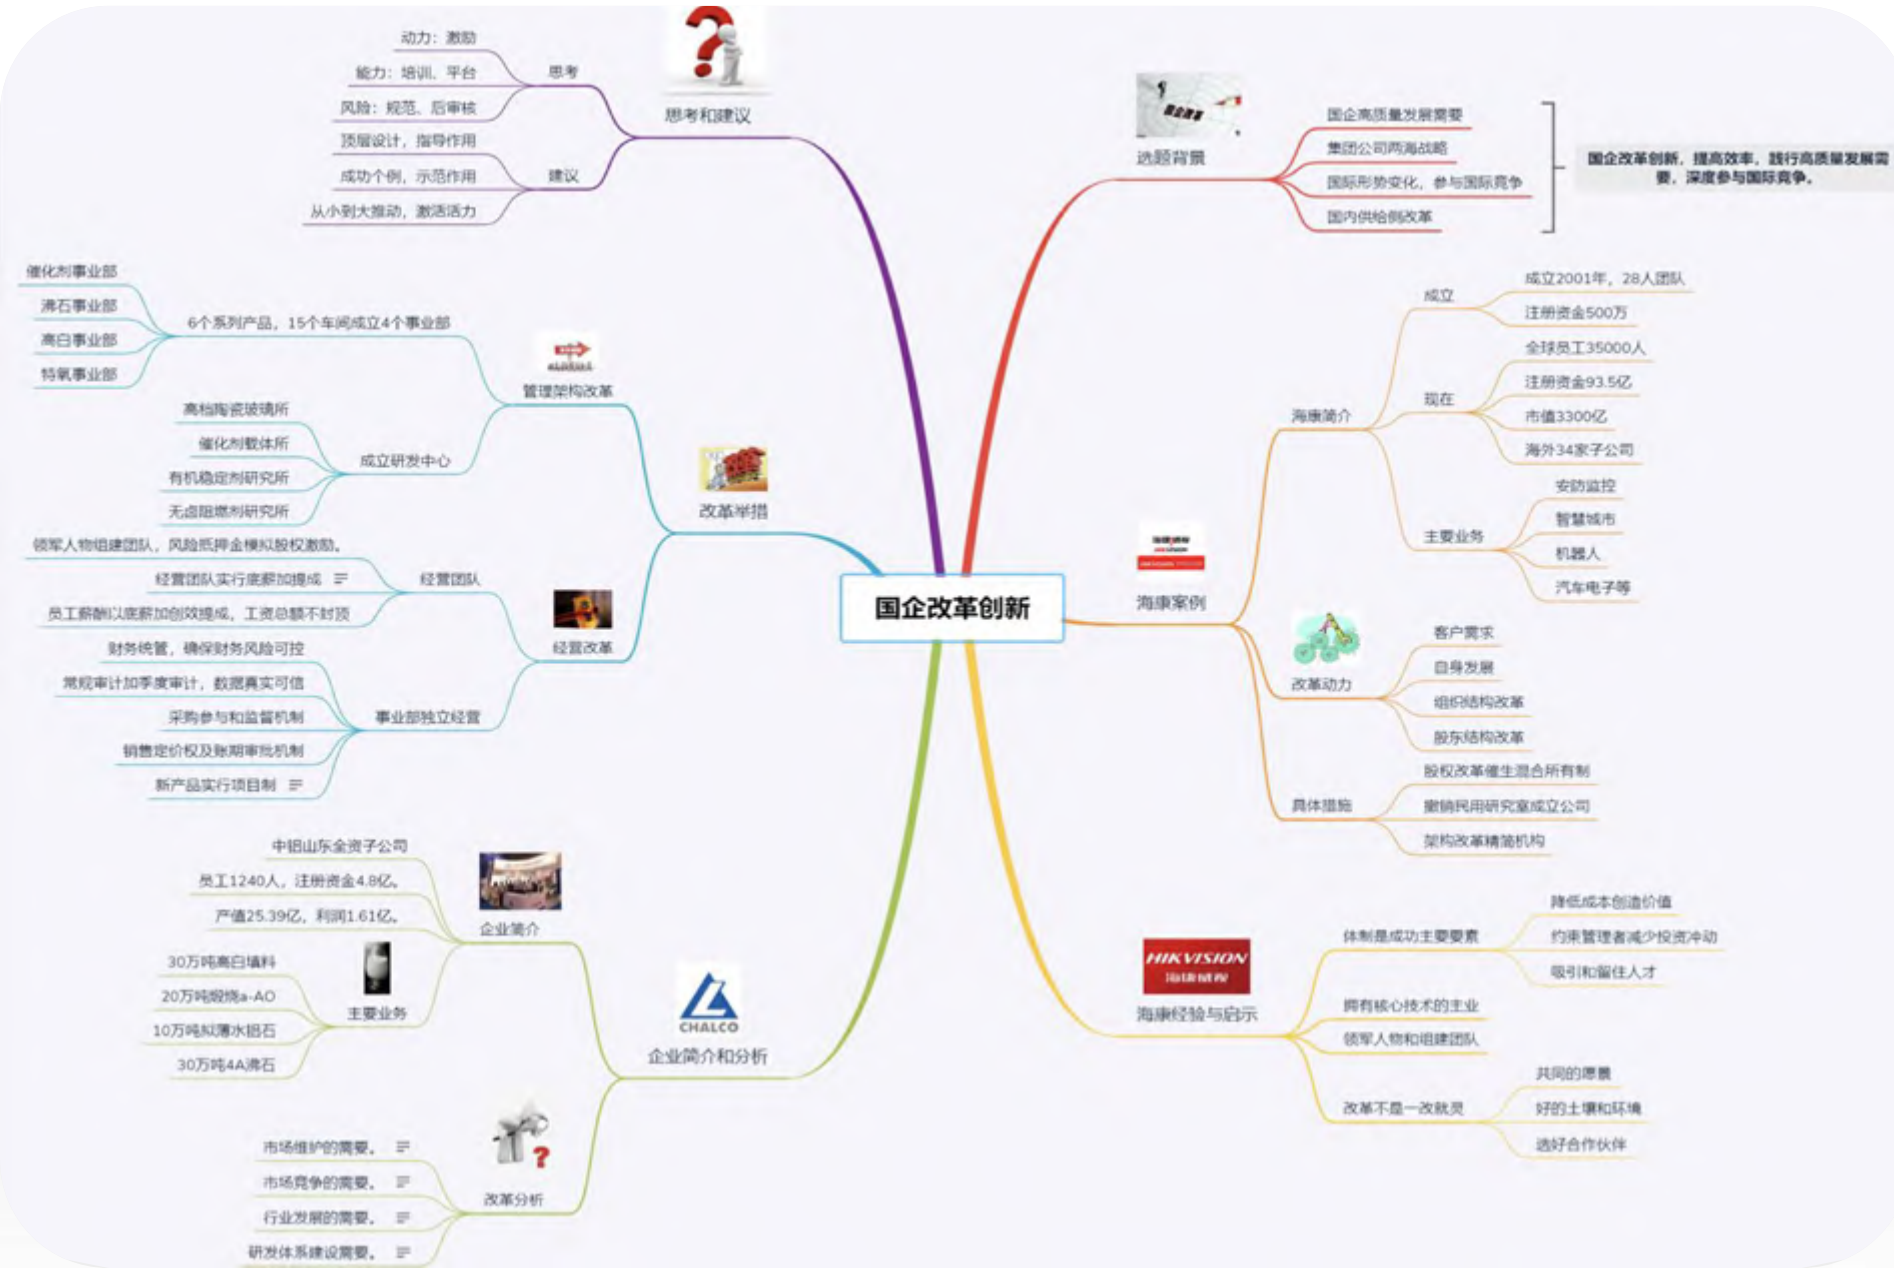 国企改革创新
选题背景
国企高质量发展需要
集团公司两海战略
国际形势变化，参与国际竞争
国内供给侧改革
国企改革创新，提高效率，践行高质量发展需
要，深度参与国际竞争。
海康案例
海康简介
成立
成立2001年，28人团队
注册资金500万
现在
全球员工35000人
注册资金93.5亿
市值3300亿
海外34家子公司
主要业务
安防监控
智慧城市
机器人
汽车电子等
改革动力
客户需求
自身发展
组织结构改革
股东结构改革
具体措施
股权改革催生混合所有制
撤销民用研究室成立公司
架构改革精简机构
HIKVISION
海康威视
海康经验与启示
体制是成功主要要素
降低成本创造价值
约束管理者减少投资冲动
吸引和留住人才
拥有核心技术的主业
领军人物和组建团队
改革不是一改就灵
共同的愿景
好的土壤和环境
选好合作伙伴
CHALCO
企业简介和分析
企业简介
中铝山东全资子公司
员工1240人，注册资金4.8亿。
产值25.39亿，利润1.61亿。
主要业务
30万吨高白填料
20万吨煅烧a-AO
10万吨拟薄水铝石
30万吨4A沸石
改革分析
市场维护的需要。
市场竞争的需要。
行业发展的需要。
研发体系建设需要。
改革举措
管理架构改革
6个系列产品，15个车间成立4个事业部
催化剂事业部
沸石事业部
高白事业部
特氧事业部
成立研发中心
高档陶瓷玻璃所
催化剂载体所
有机稳定剂研究所
无卤阻燃剂研究所
经营改革
经营团队
领军人物组建团队，风险抵押金模拟股权激励。
经营团队实行底薪加提成
员工薪酬以底薪加创效提成，工资总额不封顶
事业部独立经营
财务统管，确保财务风险可控
常规审计加季度审计，数据真实可信
采购参与和监督机制
销售定价权及账期审批机制
新产品实行项目制
思考和建议
思考
动力：激励
能力：培训、平台
风险：规范、后审核
建议
顶层设计，指导作用
成功个例，示范作用
从小到大推动，激活活力